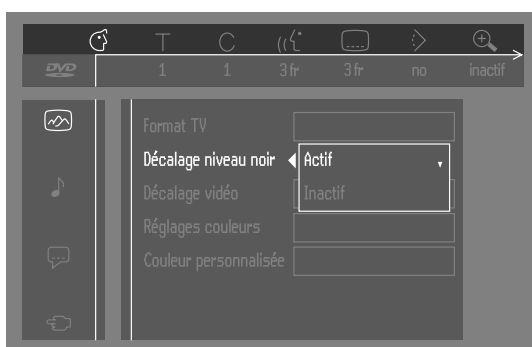 T C
DVD 1 1 3 fr 3 fr no inactif
Format TV
Décalage niveau noir Actif
Décalage vidéo Inactif
Réglages couleurs
Couleur personnalisée